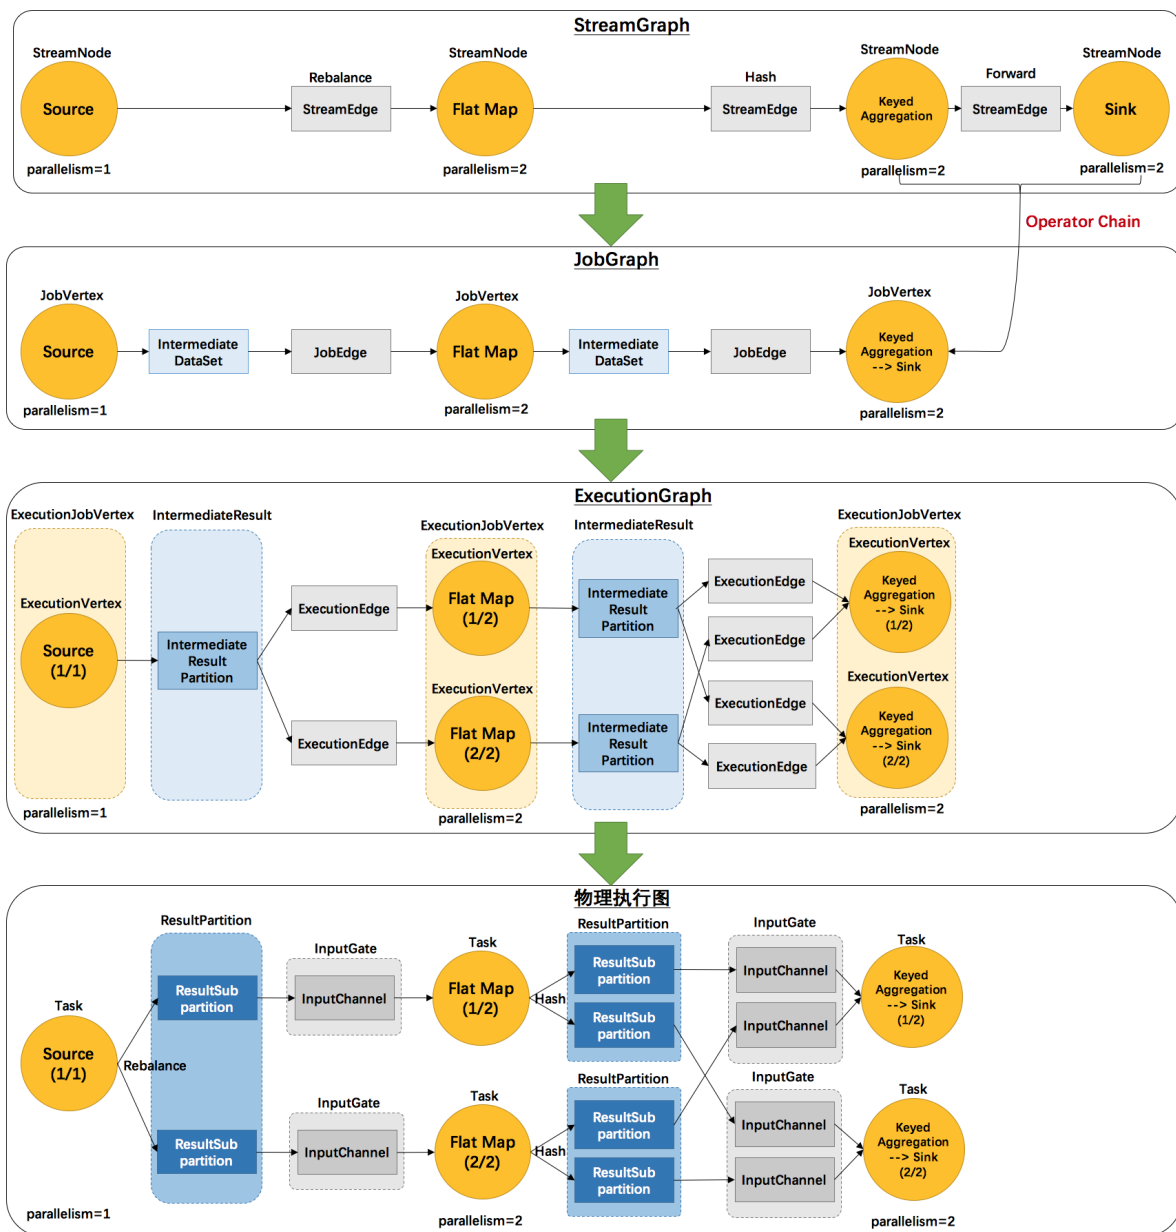 StreamGraph
StreamNode
StreamNode
StreamNode
StreamNode
Rebalance
Hash
Forward
Source
StreamEdge
Flat Map
StreamEdge
Keyed
Aggregation
StreamEdge
Sink
parallelism=1
parallelism=2
parallelism=2
parallelism=2
Operator Chain
JobGraph
JobVertex
JobVertex
JobVertex
Source
Intermediate
DataSet
JobEdge
Flat Map
Intermediate
DataSet
JobEdge
Keyed
Aggregation
--> Sink
parallelism=1
parallelism=2
parallelism=2
ExecutionGraph
ExecutionJobVertex
IntermediateResult
ExecutionJobVertex
IntermediateResult
ExecutionJobVertex
ExecutionVertex
Source
(1/1)
Intermediate
Result
Partition
ExecutionEdge
ExecutionEdge
ExecutionVertex
Flat Map
(1/2)
ExecutionVertex
Flat Map
(2/2)
Intermediate
Result
Partition
Intermediate
Result
Partition
ExecutionEdge
ExecutionEdge
ExecutionEdge
ExecutionEdge
ExecutionVertex
Keyed
Aggregation
--> Sink
(1/2)
ExecutionVertex
Keyed
Aggregation
--> Sink
(2/2)
parallelism=1
parallelism=2
parallelism=2
物理执行图
Task
Source
(1/1)
Rebalance
ResultPartition
ResultSub
partition
ResultSub
partition
InputGate
InputChannel
InputGate
InputChannel
Task
Flat Map
(1/2)
Hash
Task
Flat Map
(2/2)
Hash
ResultPartition
ResultSub
partition
ResultSub
partition
ResultPartition
ResultSub
partition
ResultSub
partition
InputGate
InputChannel
InputChannel
InputGate
InputChannel
InputChannel
Task
Keyed
Aggregation
--> Sink
(1/2)
Task
Keyed
Aggregation
--> Sink
(2/2)
parallelism=1
parallelism=2
parallelism=2